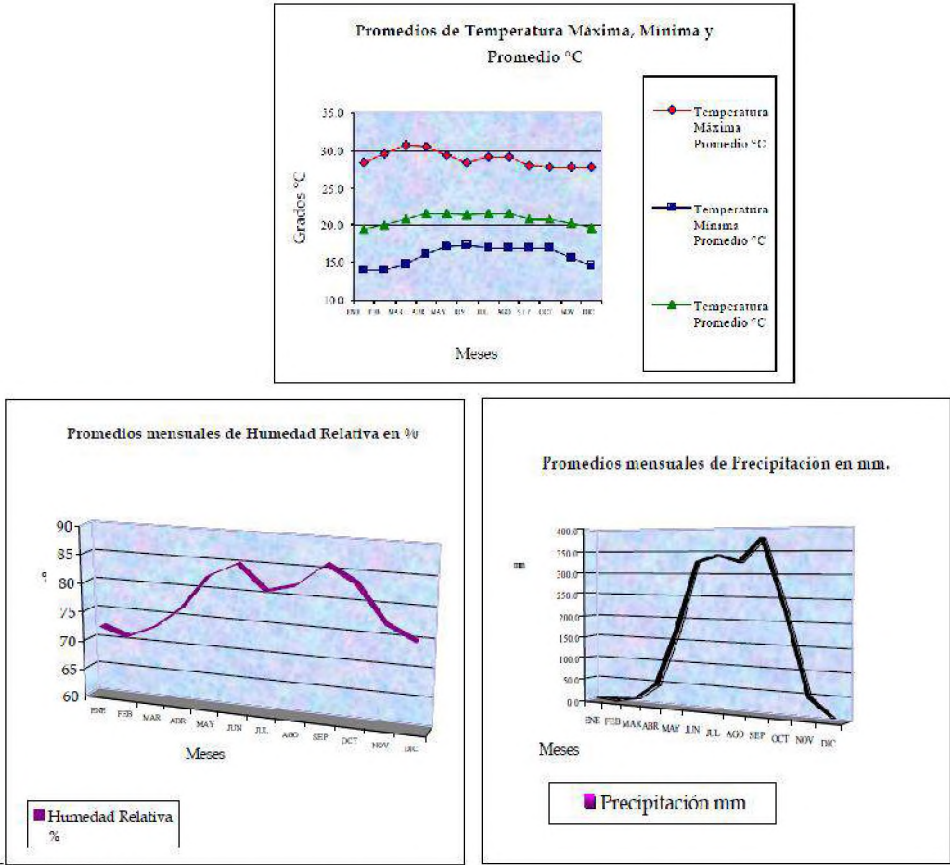 Promedios de Temperatura Máxima, Mínima y
Promedio °C
35.0
30.0
25.0
20.0
15.0
10.0
Grados °C
ENE FEB MAR ABR MAY JUL AGO SEP OCT NOV DIC
Meses
Temperatura
Máxima
Promedio °C
Temperatura
Mínima
Promedio °C
Temperatura
Promedio °C
Promedios mensuales de Humedad Relativa en %
90
85
80
75
70
65
60
ENE FEB MAR ABR MAY JUN JUL AGO SEP OCT NOV DIC
Meses
Humedad Relativa
%
Promedios mensuales de Precipitación en mm.
mm
400.0
350.0
300.0
250.0
200.0
150.0
100.0
50.0
0.0
ENE FEB MAR ABR MAY JUN JUL AGO SEP OCT NOV DIC
Meses
Precipitación mm